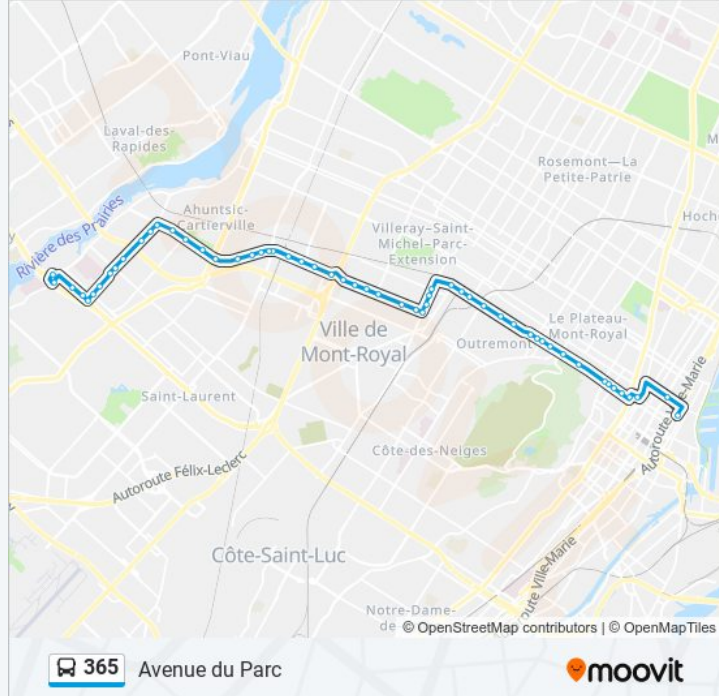 Pont-Viau
Laval-des-
Rapides
Rosemont—La
Petite-Patrie
Ahuntsic-
Cartierville
Rivière des Prairies
Villeray–Saint-
Michel–Parc-
Extension
Ville de
Mont-Royal
Le Plateau-
Mont-Royal
Outremont
Saint-Laurent
Côte-des-Neiges
Autoroute Félix-Leclerc
Côte-Saint-Luc
Autoroute Ville-Marie
Notre-Dame-
© OpenStreetMap contributors | © OpenMapTiles
365 Avenue du Parc
moovit